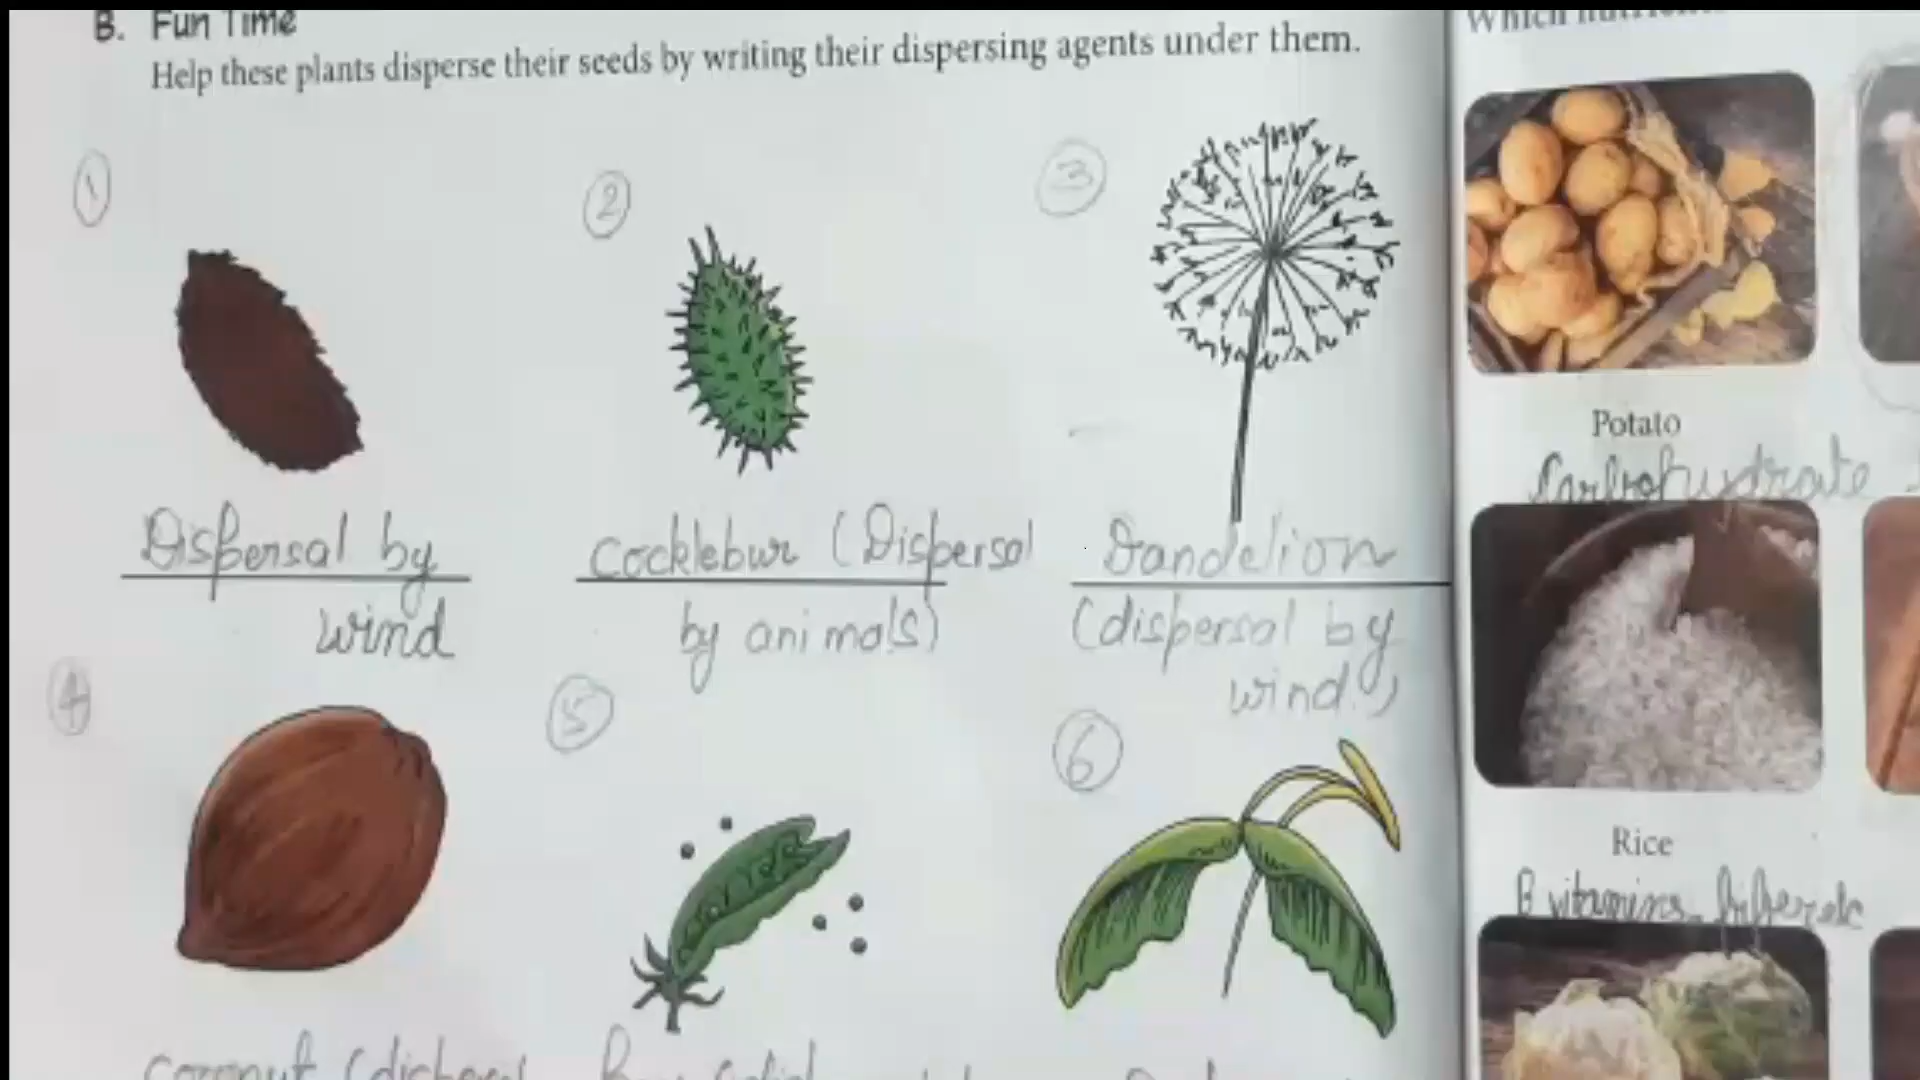 B. Fun Time
Help these plants disperse their seeds by writing their dispersing agents under them.
1
2
3
Dispersal by
wind
Cocklebur (Dispersal
by animals)
Dandelion
(dispersal by
wind.)
4
5
6
Coconut
Which
Potato
Carbohydrate
Rice
B vitamins